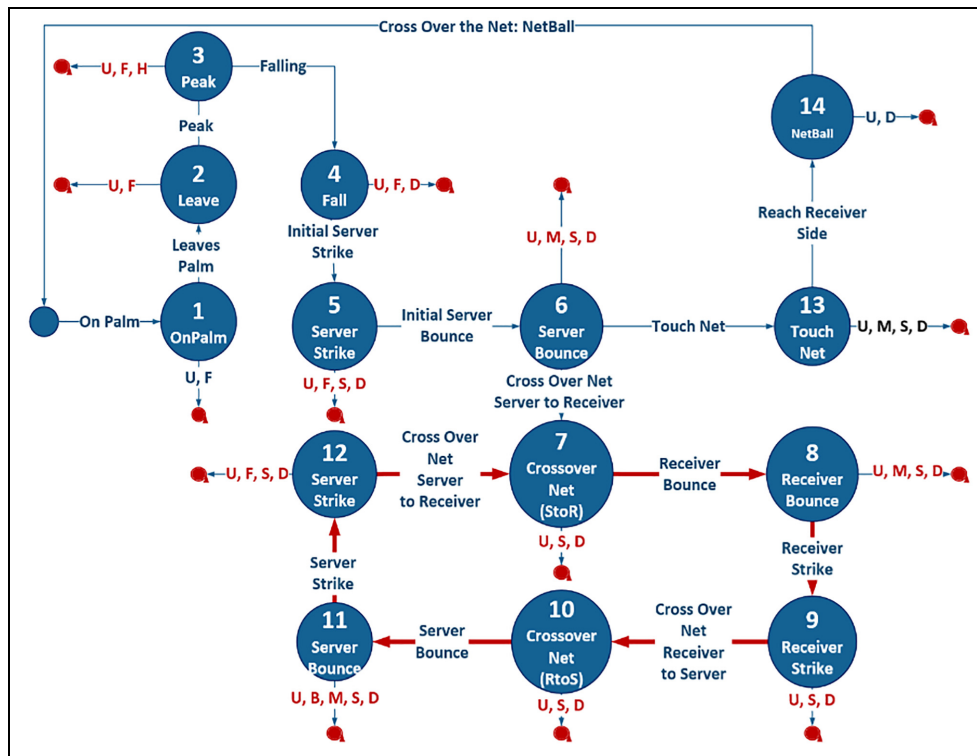 Cross Over the Net: NetBall
3
Peak
U, F, H
Falling
14
NetBall
U, D
Peak
2
Leave
U, F
4
Fall
U, F, D
Leaves
Palm
Initial Server
Strike
U, M, S, D
Reach Receiver
Side
On Palm
1
OnPalm
U, F
5
Server
Strike
U, F, S, D
Initial Server
Bounce
6
Server
Bounce
Touch Net
13
Touch
Net
U, M, S, D
Cross Over Net
Server to Receiver
12
Server
Strike
U, F, S, D
Cross Over
Net
Server
to Receiver
7
Crossover
Net
(StoR)
U, S, D
Receiver
Bounce
8
Receiver
Bounce
U, M, S, D
Receiver
Strike
Server
Strike
11
Server
Bounce
U, B, M, S, D
Server
Bounce
10
Crossover
Net
(RtoS)
U, S, D
Cross Over
Net
Receiver
to Server
9
Receiver
Strike
U, S, D